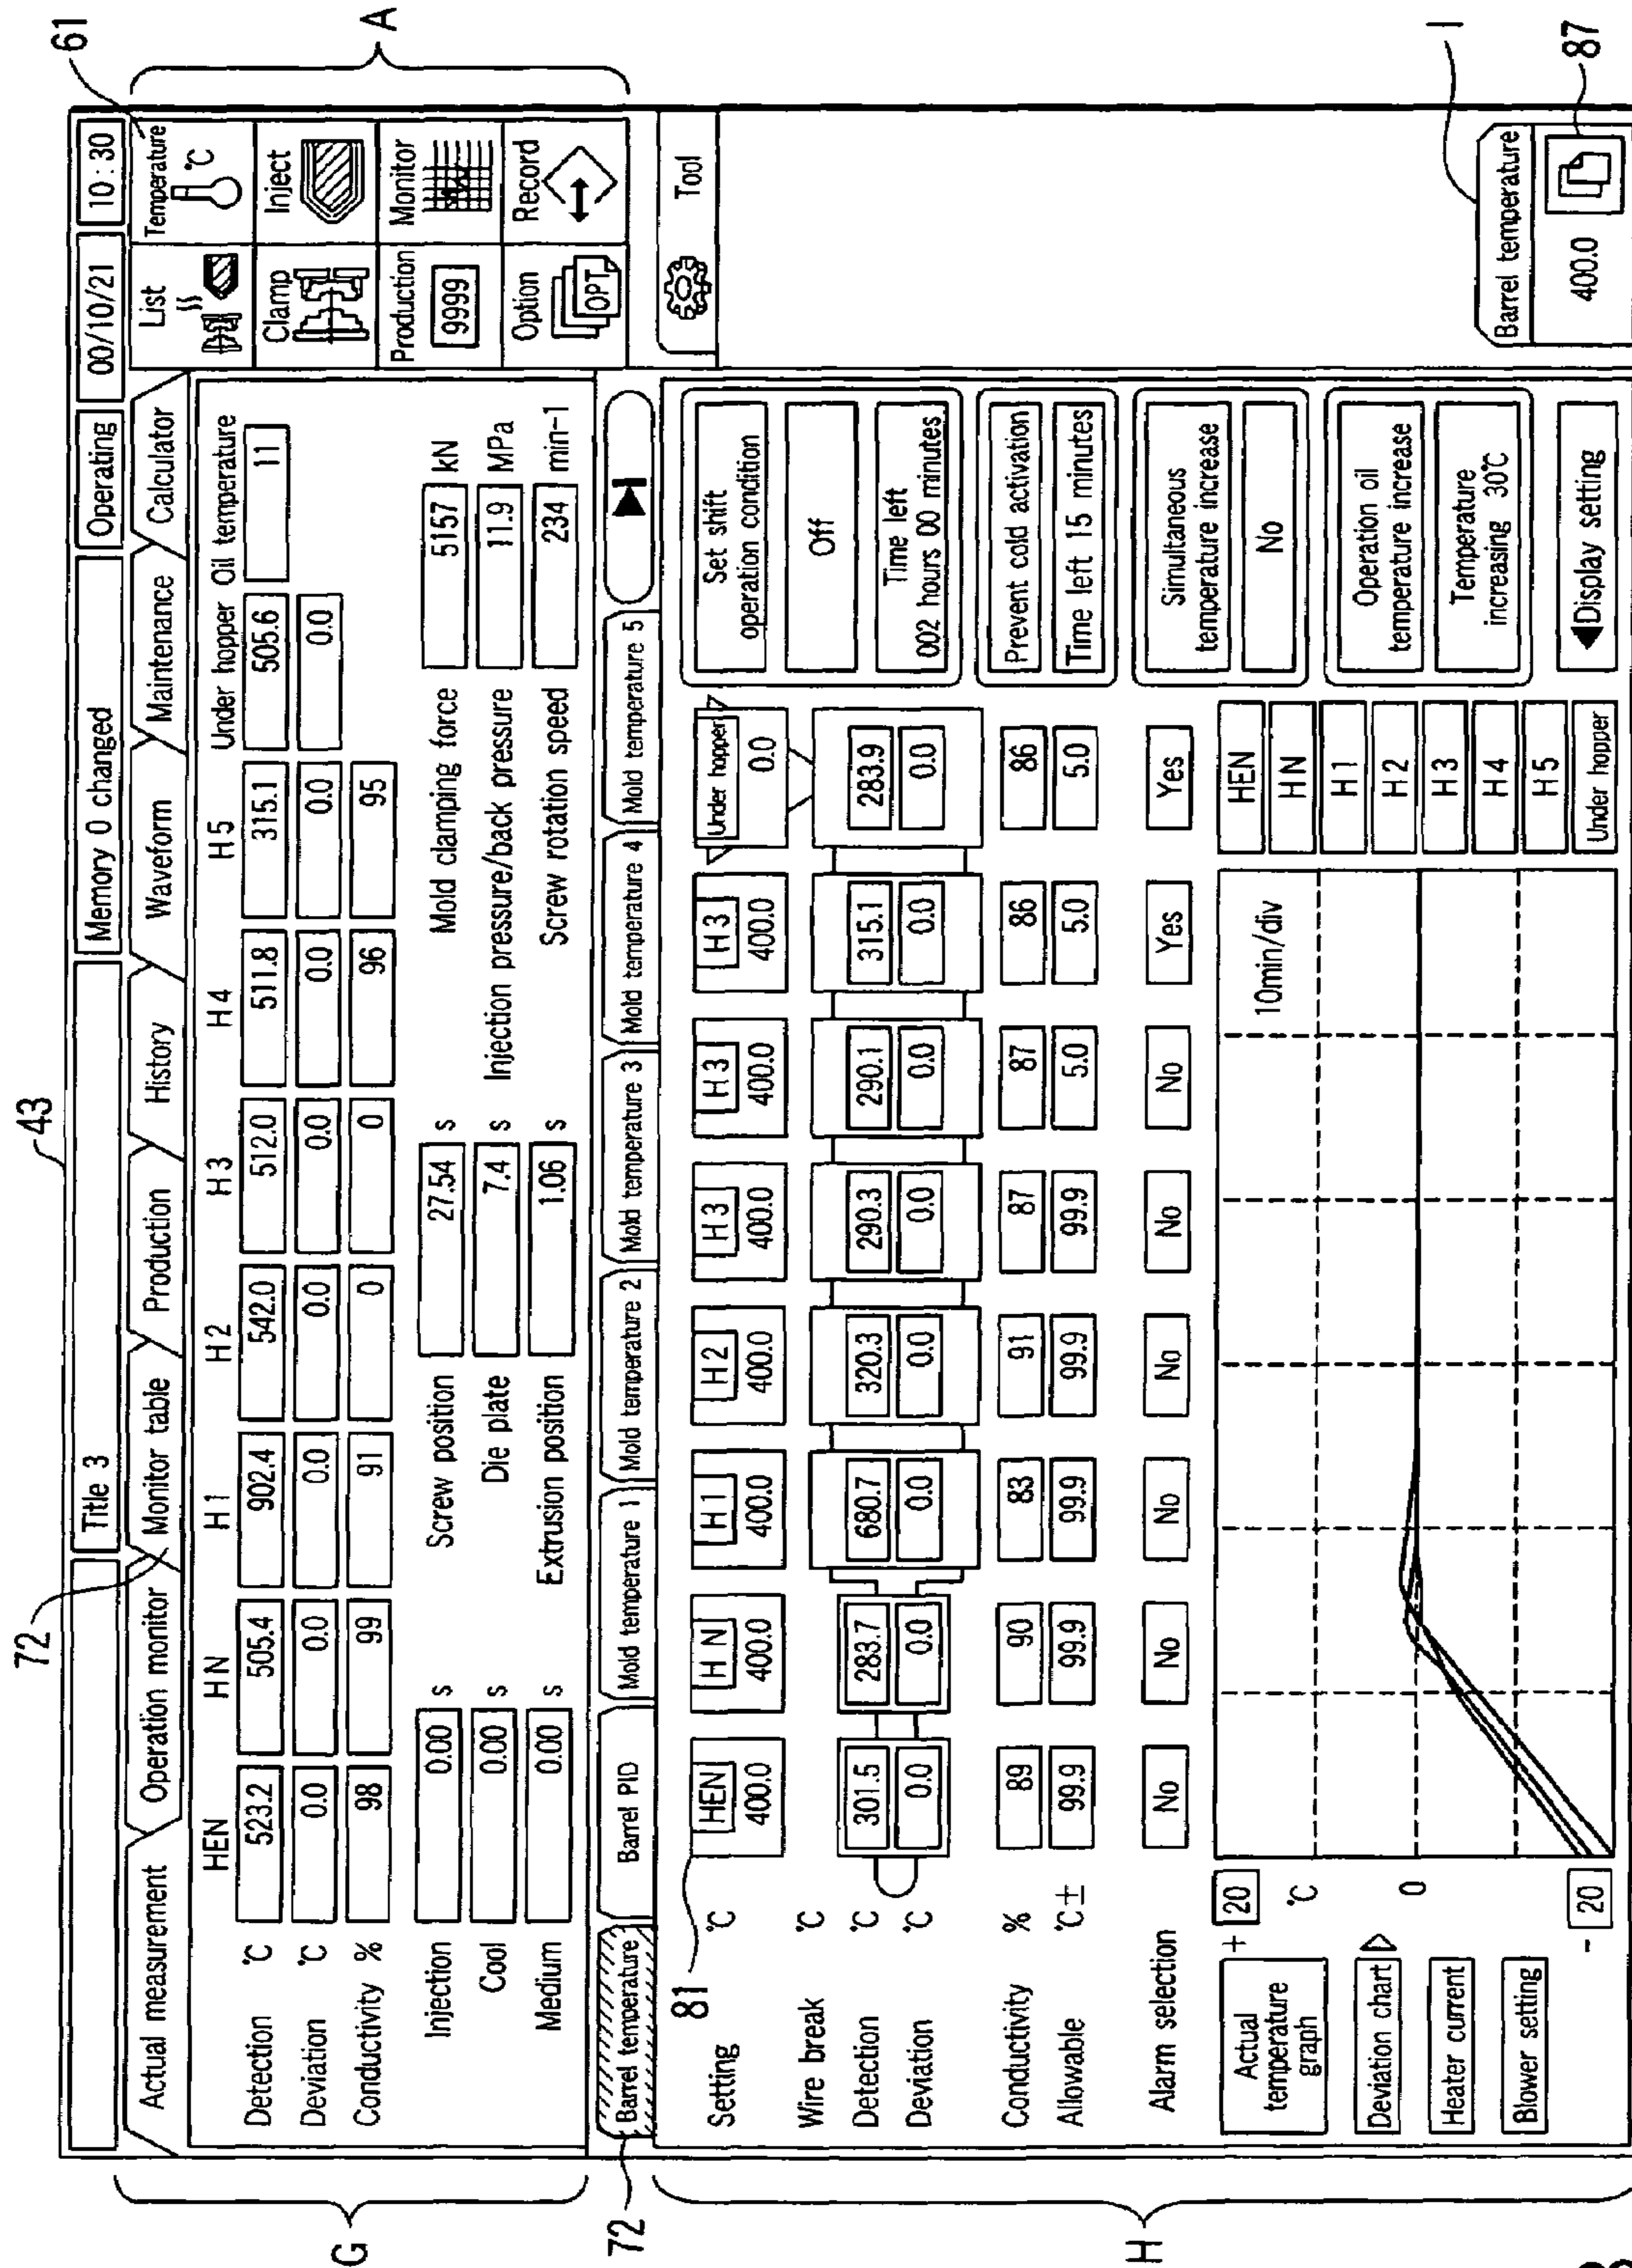 43
72
Title 3
Memory 0 changed
Operating
00/10/21
10:30
61
A
Actual measurement
Operation monitor
Monitor table
Production
History
Waveform
Maintenance
Calculator
List
Temperature
°C
Clamp
Inject
Production
9999
Monitor
Option
OPT
Record
G
HEN HN H1 H2 H3 H4 H5 Under hopper Oil temperature
Detection °C 523.2 505.4 902.4 542.0 512.0 511.8 315.1 505.6 11
Deviation °C 0.0 0.0 0.0 0.0 0.0 0.0 0.0 0.0
Conductivity % 98 99 91 0 0 96 95
Injection 0.00 s Screw position 27.54 s Mold clamping force 5157 kN
Cool 0.00 s Die plate 7.4 s Injection pressure/back pressure 11.9 MPa
Medium 0.00 s Extrusion position 1.06 s Screw rotation speed 234 min-1
72
Barrel temperature
Barrel PID
Mold temperature 1
Mold temperature 2
Mold temperature 3
Mold temperature 4
Mold temperature 5
Tool
H
81
HEN HN H1 H2 H3 H3 H3 Under hopper
Setting °C 400.0 400.0 400.0 400.0 400.0 400.0 400.0 0.0
Wire break °C
Detection °C 301.5 283.7 680.7 320.3 290.3 290.1 315.1 283.9
Deviation °C 0.0 0.0 0.0 0.0 0.0 0.0 0.0 0.0
Conductivity % 89 90 83 91 87 87 86 86
Allowable °C± 99.9 99.9 99.9 99.9 99.9 5.0 5.0 5.0
Alarm selection No No No No No No Yes Yes
Set shift
operation condition
Off
Time left
002 hours 00 minutes
Prevent cold activation
Time left 15 minutes
Simultaneous
temperature increase
No
Operation oil
temperature increase
Temperature
increasing 30°C
Display setting
Actual
temperature
graph
Deviation chart
Heater current
Blower setting
+ 20
°C
0
- 20
10min/div
HEN
HN
H1
H2
H3
H4
H5
Under hopper
I
Barrel temperature
400.0
87